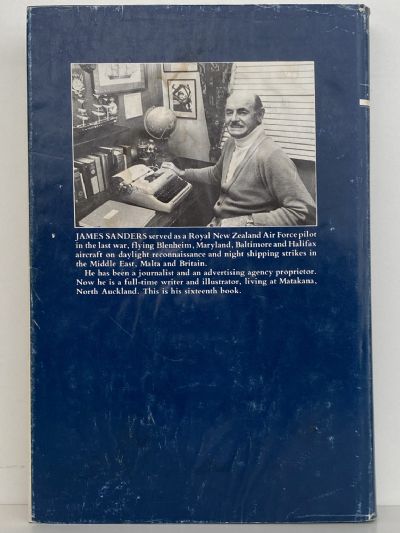 JAMES SANDERS served as a Royal New Zealand Air Force pilot
in the last war, flying Blenheim, Maryland, Baltimore and Halifax
aircraft on daylight reconnaissance and night shipping strikes in
the Middle East, Malta and Britain.
He has been a journalist and an advertising agency proprietor.
Now he is a full-time writer and illustrator, living at Matakana,
North Auckland. This is his sixteenth book.